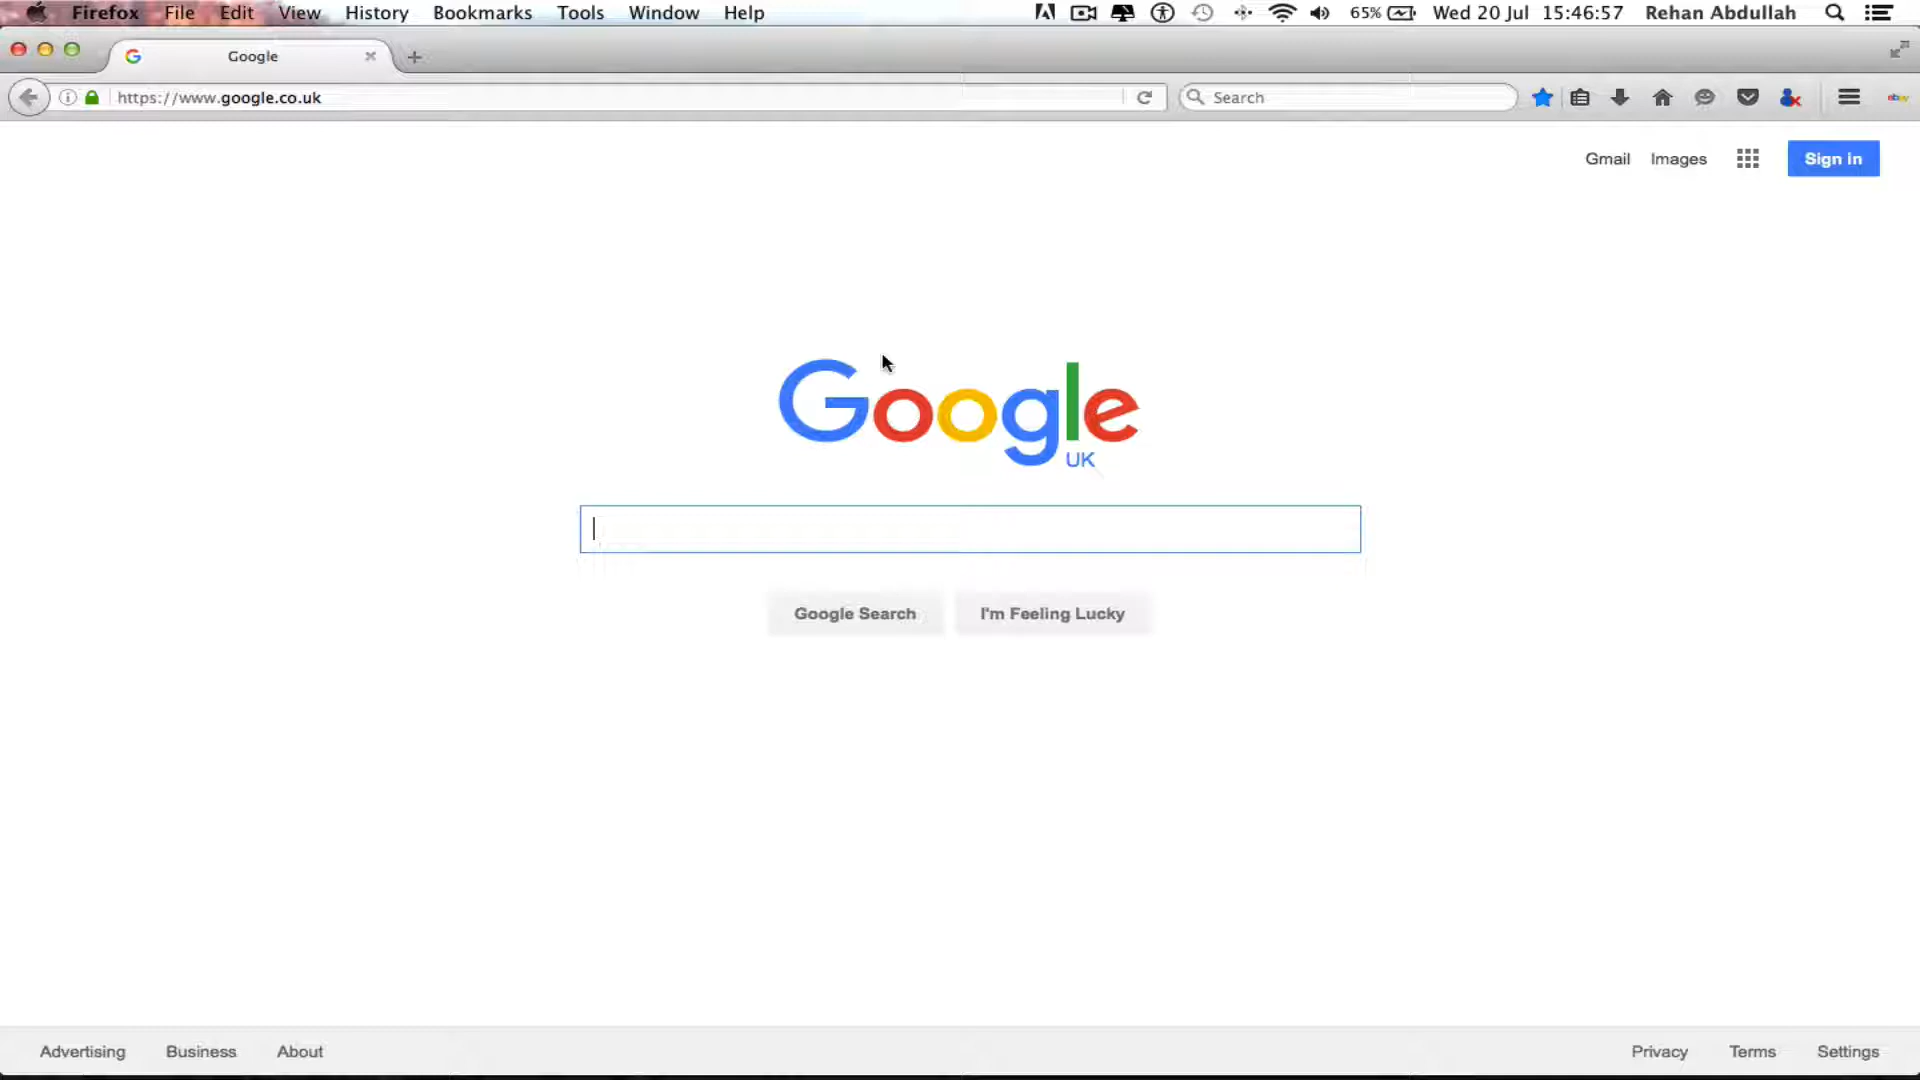 Firefox File Edit View History Bookmarks Tools Window Help 65% Wed 20 Jul 15:46:57 Rehan Abdullah
Google
https://www.google.co.uk Search ebay
Gmail Images Sign in
Google
UK
Google Search I'm Feeling Lucky
Advertising Business About Privacy Terms Settings